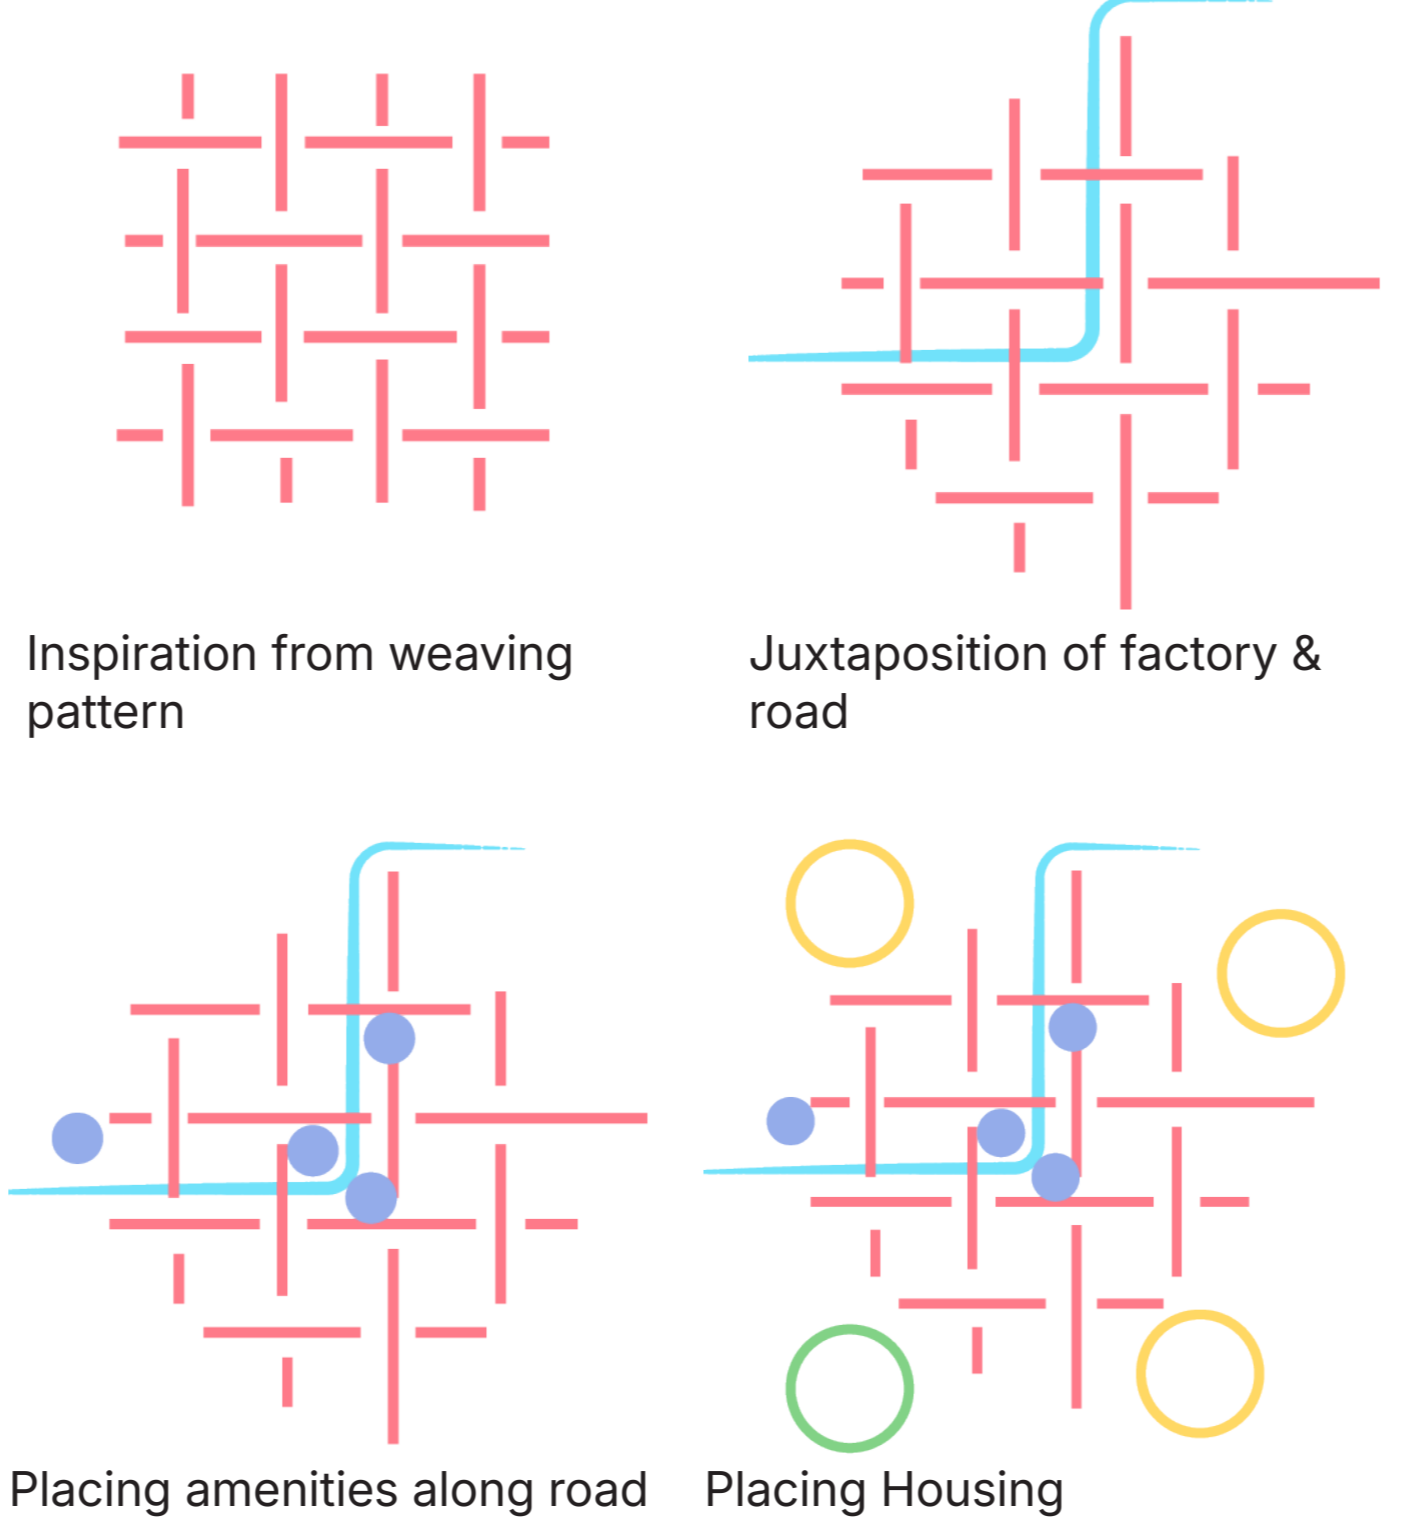 Inspiration from weaving
pattern
Juxtaposition of factory &
road
Placing amenities along road
Placing Housing